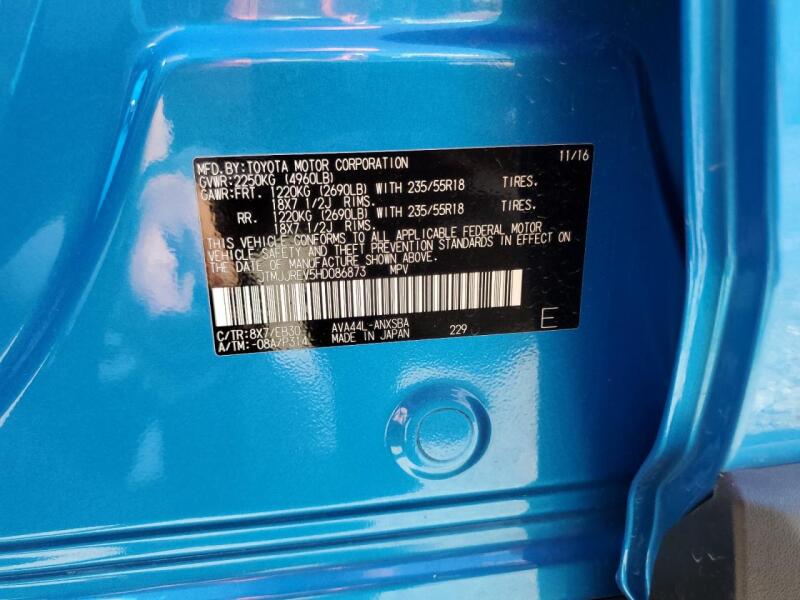 MFD.BY:TOYOTA MOTOR CORPORATION 11/16
GVWR:2250KG (4960LB)
GAWR:FRT. 1220KG (2690LB) WITH 235/55R18 TIRES.
18X7 1/2J RIMS.
RR. 1220KG (2690LB) WITH 235/55R18 TIRES.
18X7 1/2J RIMS.
THIS VEHICLE CONFORMS TO ALL APPLICABLE FEDERAL MOTOR
VEHICLE SAFETY AND THEFT PREVENTION STANDARDS IN EFFECT ON
THE DATE OF MANUFACTURE SHOWN ABOVE.
JTMJJREV5HD086873 MPV
C/TR:8X7/EB30 AVA44L-ANXSBA
A/TM:-08A/P314 MADE IN JAPAN 229 E